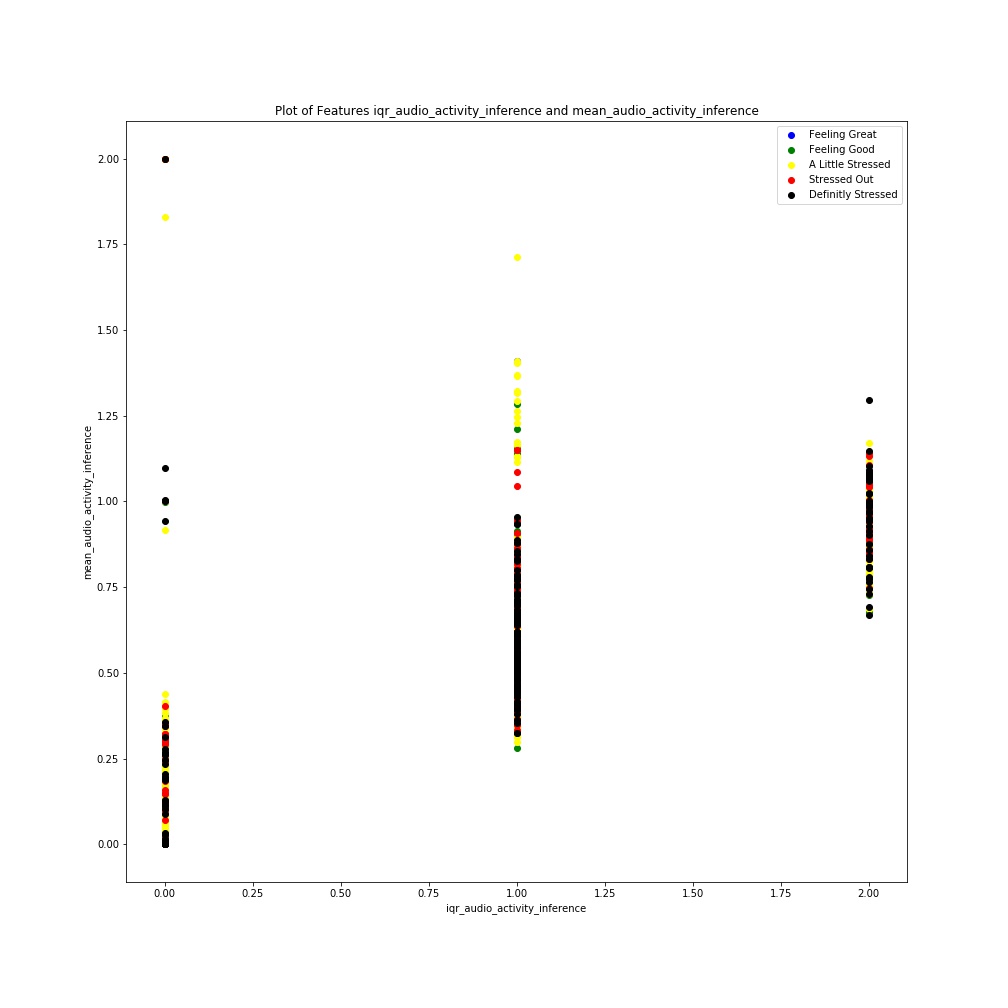 Plot of Features iqr_audio_activity_inference and mean_audio_activity_inference
Feeling Great
Feeling Good
A Little Stressed
Stressed Out
Definitly Stressed
2.00
1.75
1.50
1.25
1.00
0.75
0.50
0.25
0.00
mean_audio_activity_inference
0.00 0.25 0.50 0.75 1.00 1.25 1.50 1.75 2.00
iqr_audio_activity_inference